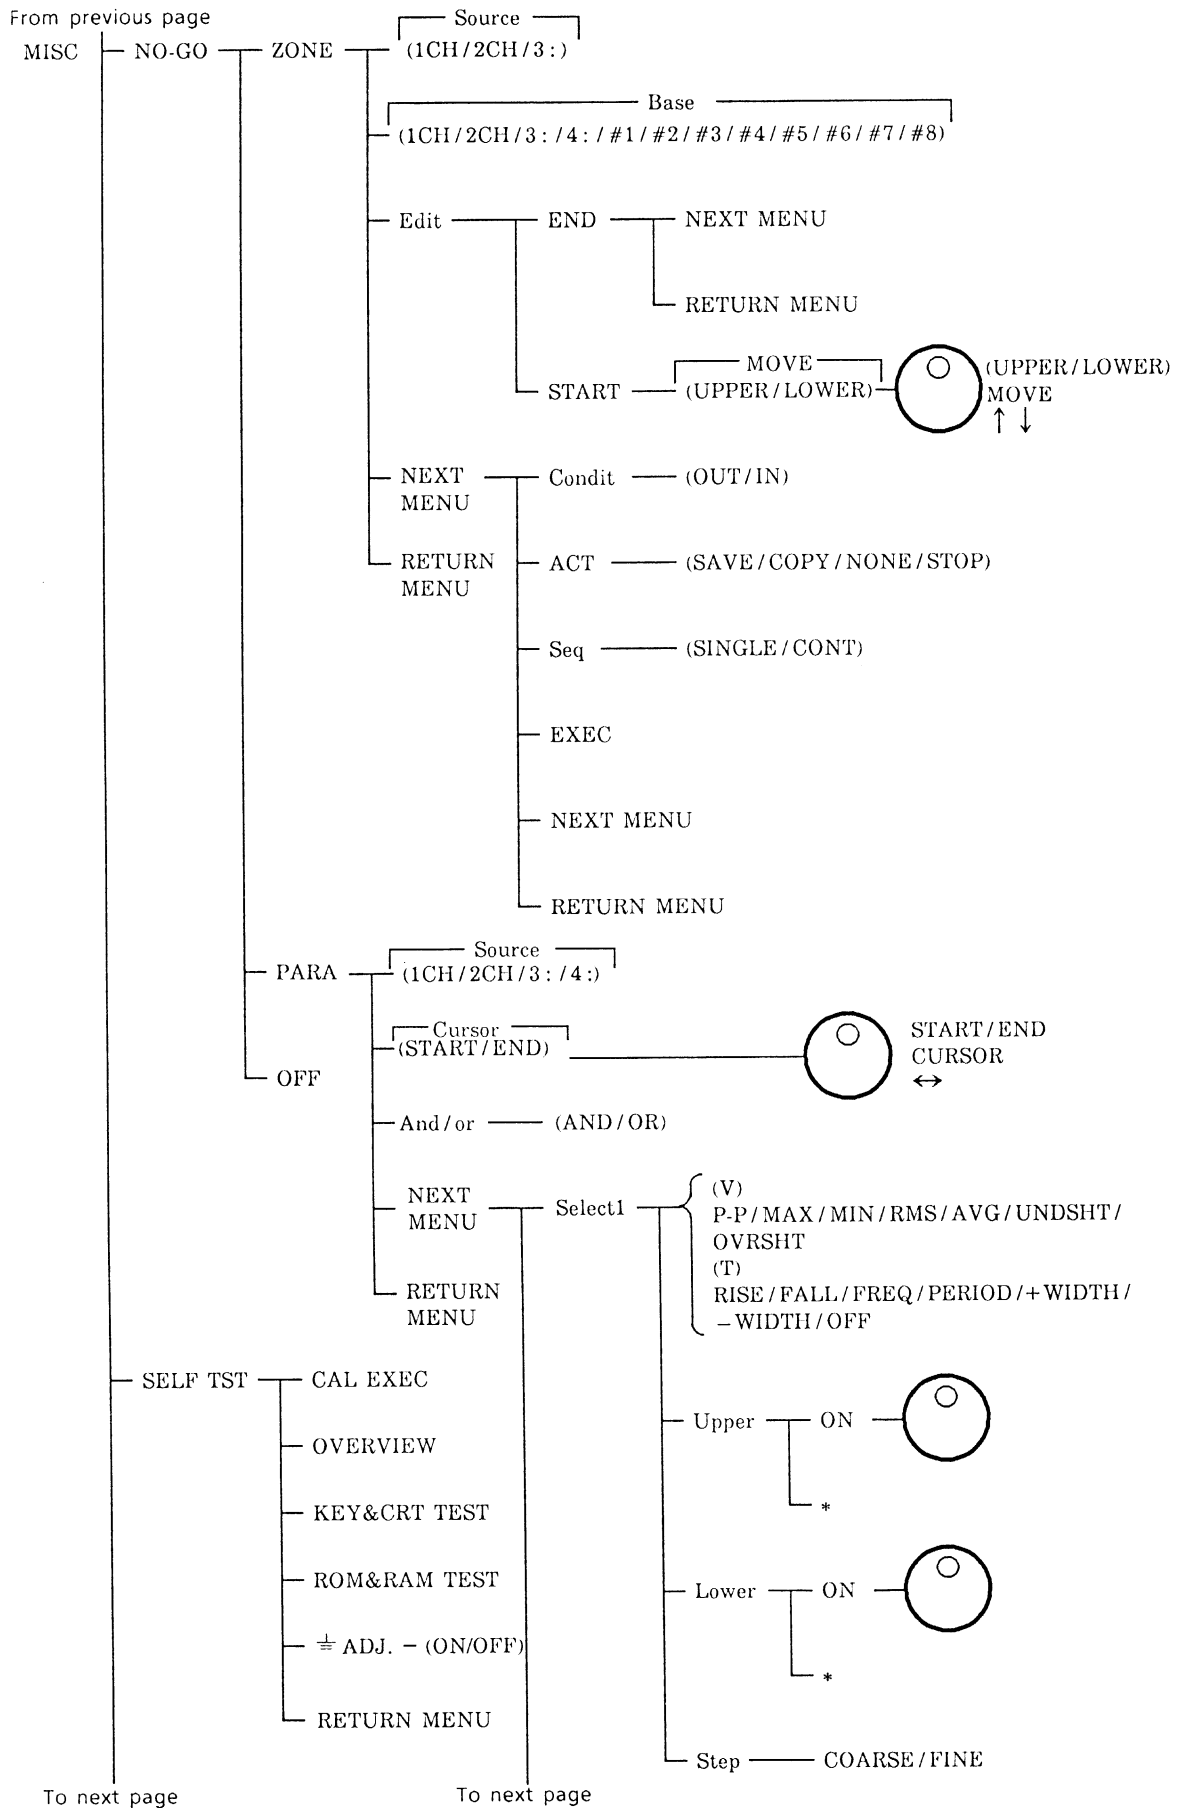 From previous page
Source
MISC NO-GO ZONE (1CH/2CH/3:)
Base
(1CH/2CH/3:/4:/#1/#2/#3/#4/#5/#6/#7/#8)
Edit END NEXT MENU
RETURN MENU
MOVE (UPPER/LOWER)
START (UPPER/LOWER) MOVE
↑ ↓
NEXT Condit (OUT/IN)
MENU
RETURN ACT (SAVE/COPY/NONE/STOP)
MENU
Seq (SINGLE/CONT)
EXEC
NEXT MENU
RETURN MENU
Source
PARA (1CH/2CH/3:/4:)
Cursor START/END
(START/END) CURSOR
↔
OFF
And/or (AND/OR)
(V)
NEXT Select1 P-P/MAX/MIN/RMS/AVG/UNDSHT/
MENU OVRSHT
(T)
RETURN RISE/FALL/FREQ/PERIOD/+WIDTH/
MENU −WIDTH/OFF
SELF TST CAL EXEC
Upper ON
OVERVIEW
*
KEY&CRT TEST
ROM&RAM TEST
Lower ON
⏚ ADJ. − (ON/OFF)
*
RETURN MENU
Step COARSE/FINE
To next page To next page